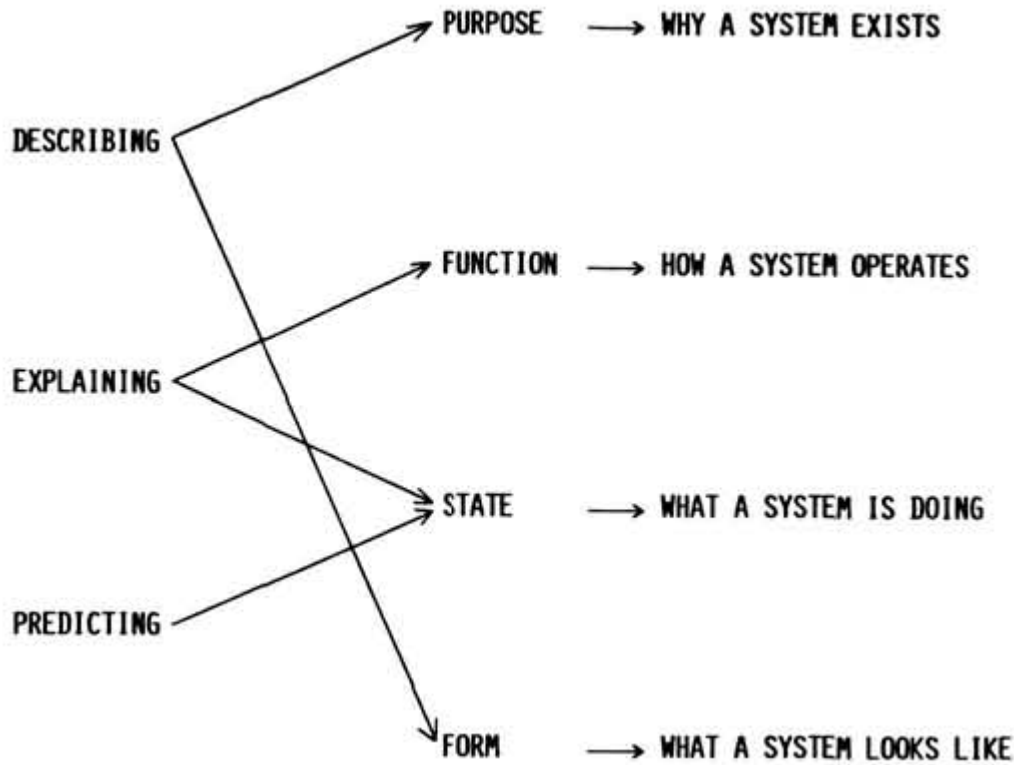 PURPOSE → WHY A SYSTEM EXISTS
DESCRIBING
FUNCTION → HOW A SYSTEM OPERATES
EXPLAINING
STATE → WHAT A SYSTEM IS DOING
PREDICTING
FORM → WHAT A SYSTEM LOOKS LIKE